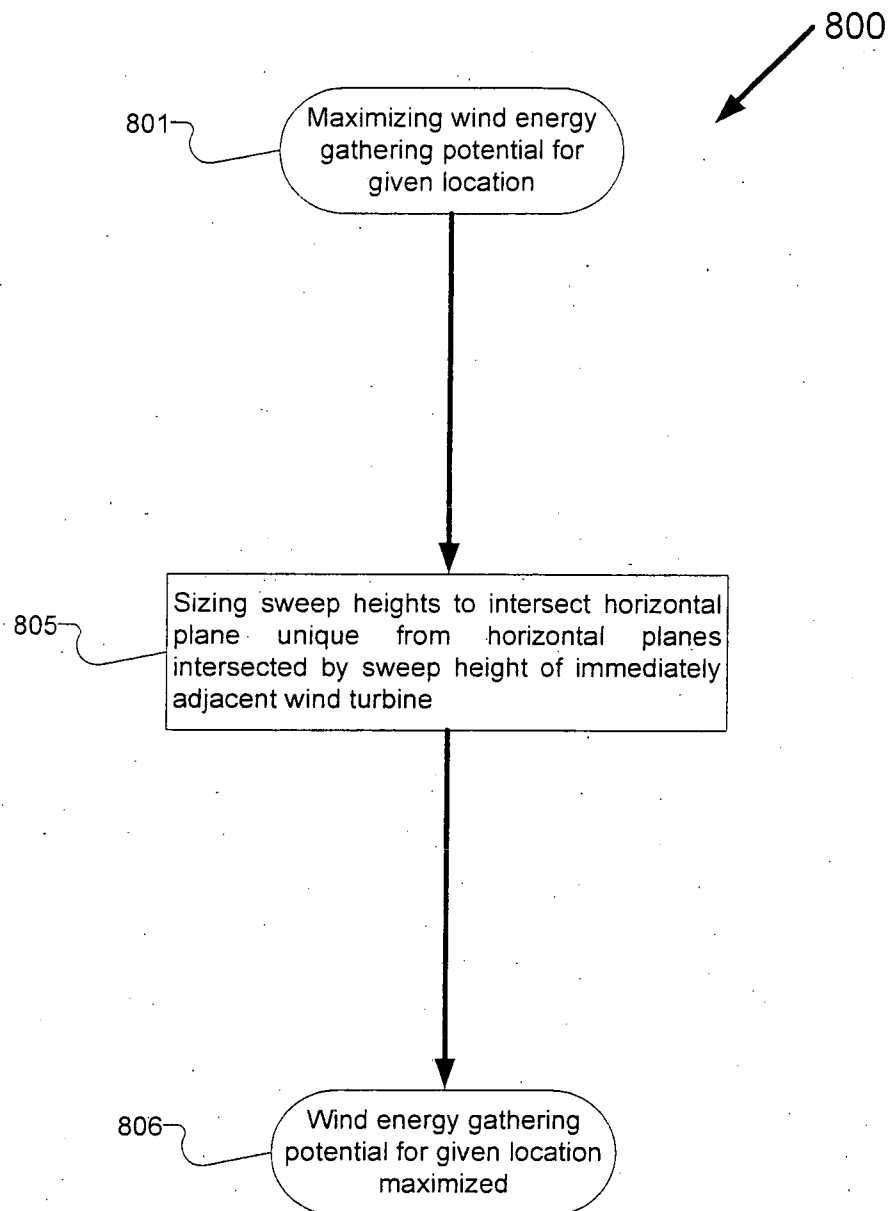 800
801
Maximizing wind energy
gathering potential for
given location
805
Sizing sweep heights to intersect horizontal
plane unique from horizontal planes
intersected by sweep height of immediately
adjacent wind turbine
806
Wind energy gathering
potential for given location
maximized